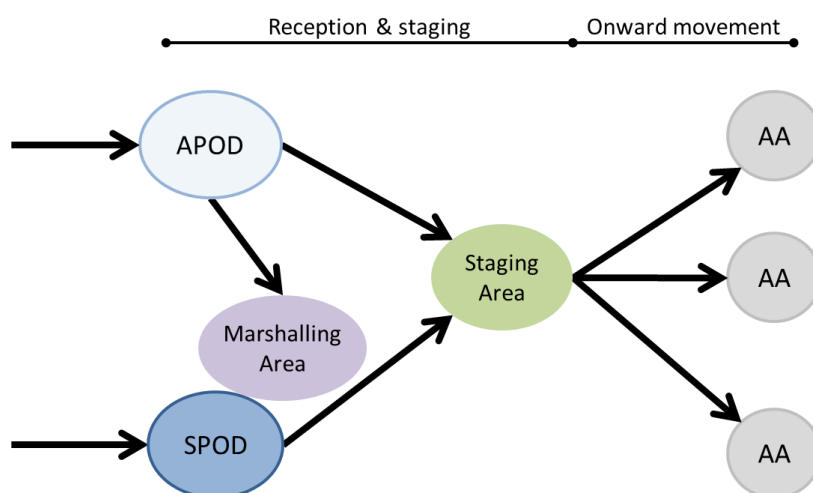 Reception & staging
Onward movement
APOD
AA
Staging
Area
AA
Marshalling
Area
SPOD
AA